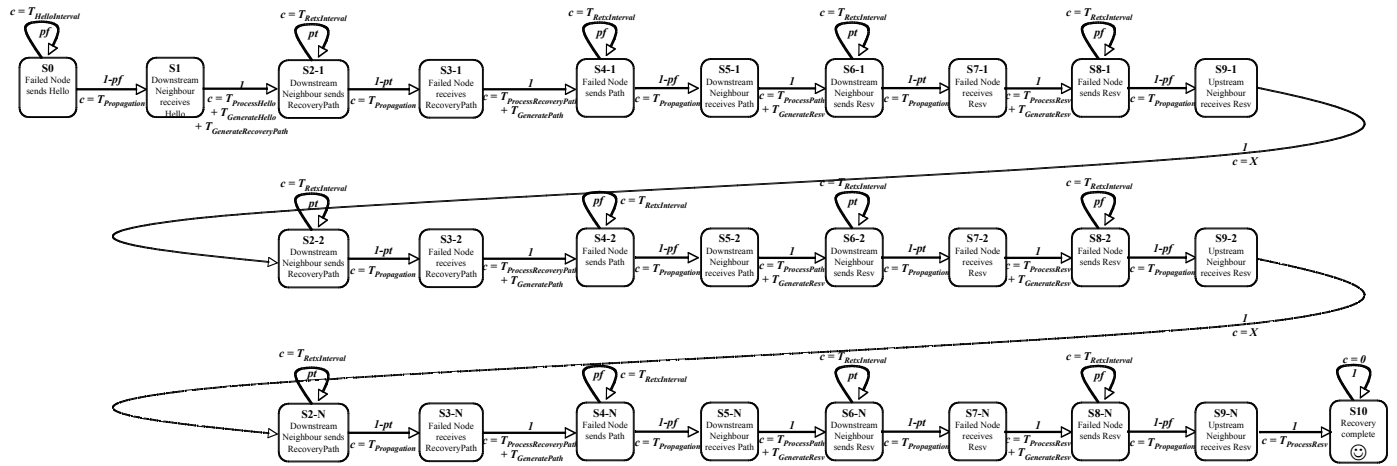 c = T_HelloInterval
pf
S0
Failed Node
sends Hello
1-pf
c = T_Propagation
S1
Downstream
Neighbour
receives
Hello
1
c = T_ProcessHello
+ T_GenerateHello
+ T_GenerateRecoveryPath
c = T_RetxInterval
pt
S2-1
Downstream
Neighbour sends
RecoveryPath
1-pt
c = T_Propagation
S3-1
Failed Node
receives
RecoveryPath
1
c = T_ProcessRecoveryPath
+ T_GeneratePath
c = T_RetxInterval
pf
S4-1
Failed Node
sends Path
1-pf
c = T_Propagation
S5-1
Downstream
Neighbour
receives Path
1
c = T_ProcessPath
+ T_GenerateResv
c = T_RetxInterval
pt
S6-1
Downstream
Neighbour
sends Resv
1-pt
c = T_Propagation
S7-1
Failed Node
receives
Resv
1
c = T_ProcessResv
+ T_GenerateResv
c = T_RetxInterval
pf
S8-1
Failed Node
sends Resv
1-pf
c = T_Propagation
S9-1
Upstream
Neighbour
receives Resv
1
c = X
c = T_RetxInterval
pt
S2-2
Downstream
Neighbour sends
RecoveryPath
1-pt
c = T_Propagation
S3-2
Failed Node
receives
RecoveryPath
1
c = T_ProcessRecoveryPath
+ T_GeneratePath
pf
c = T_RetxInterval
S4-2
Failed Node
sends Path
1-pf
c = T_Propagation
S5-2
Downstream
Neighbour
receives Path
1
c = T_ProcessPath
+ T_GenerateResv
c = T_RetxInterval
pt
S6-2
Downstream
Neighbour
sends Resv
1-pt
c = T_Propagation
S7-2
Failed Node
receives
Resv
1
c = T_ProcessResv
+ T_GenerateResv
c = T_RetxInterval
pf
S8-2
Failed Node
sends Resv
1-pf
c = T_Propagation
S9-2
Upstream
Neighbour
receives Resv
1
c = X
c = T_RetxInterval
pt
S2-N
Downstream
Neighbour sends
RecoveryPath
1-pt
c = T_Propagation
S3-N
Failed Node
receives
RecoveryPath
1
c = T_ProcessRecoveryPath
+ T_GeneratePath
pf
c = T_RetxInterval
S4-N
Failed Node
sends Path
1-pf
c = T_Propagation
S5-N
Downstream
Neighbour
receives Path
1
c = T_ProcessPath
+ T_GenerateResv
c = T_RetxInterval
pt
S6-N
Downstream
Neighbour
sends Resv
1-pt
c = T_Propagation
S7-N
Failed Node
receives
Resv
1
c = T_ProcessResv
+ T_GenerateResv
c = T_RetxInterval
pf
S8-N
Failed Node
sends Resv
1-pf
c = T_Propagation
S9-N
Upstream
Neighbour
receives Resv
1
c = T_ProcessResv
c = 0
1
S10
Recovery
complete
☺